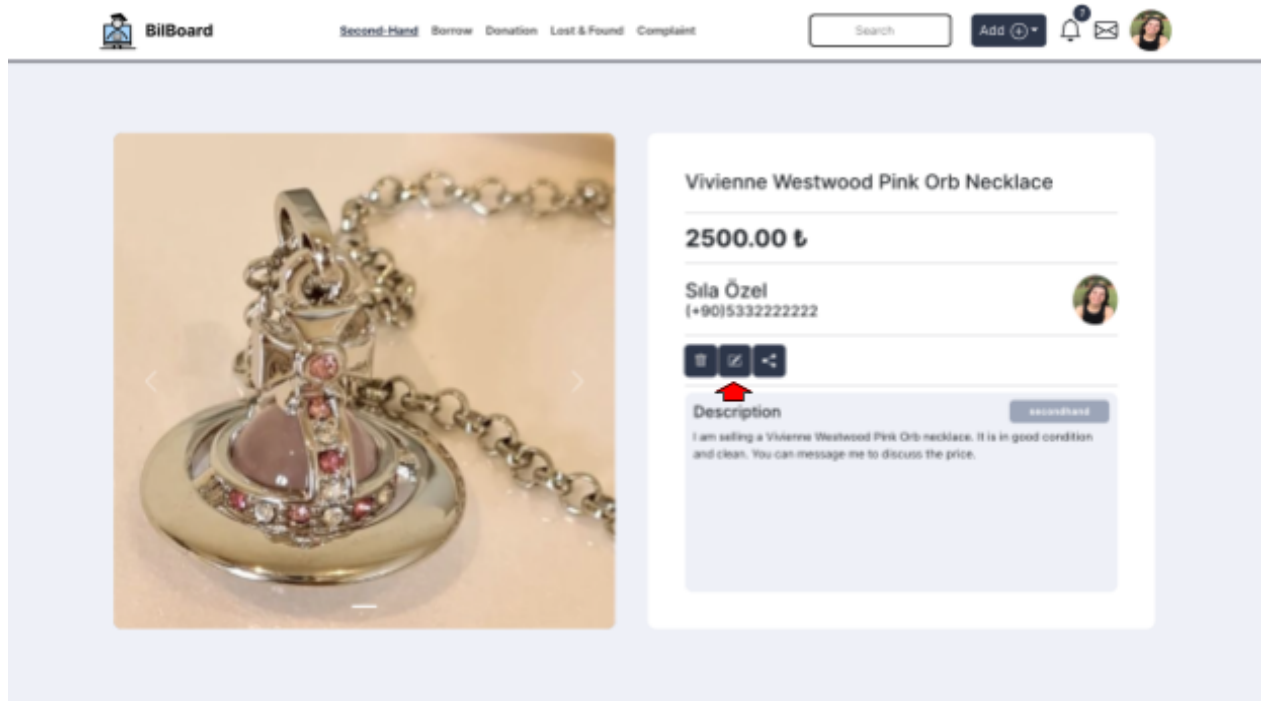 BilBoard
Second-Hand Borrow Donation Lost & Found Complaint
Search
Add
7
Vivienne Westwood Pink Orb Necklace
2500.00 ₺
Sıla Özel
(+90)5332222222
Description
secondhand
I am selling a Vivienne Westwood Pink Orb necklace. It is in good condition
and clean. You can message me to discuss the price.